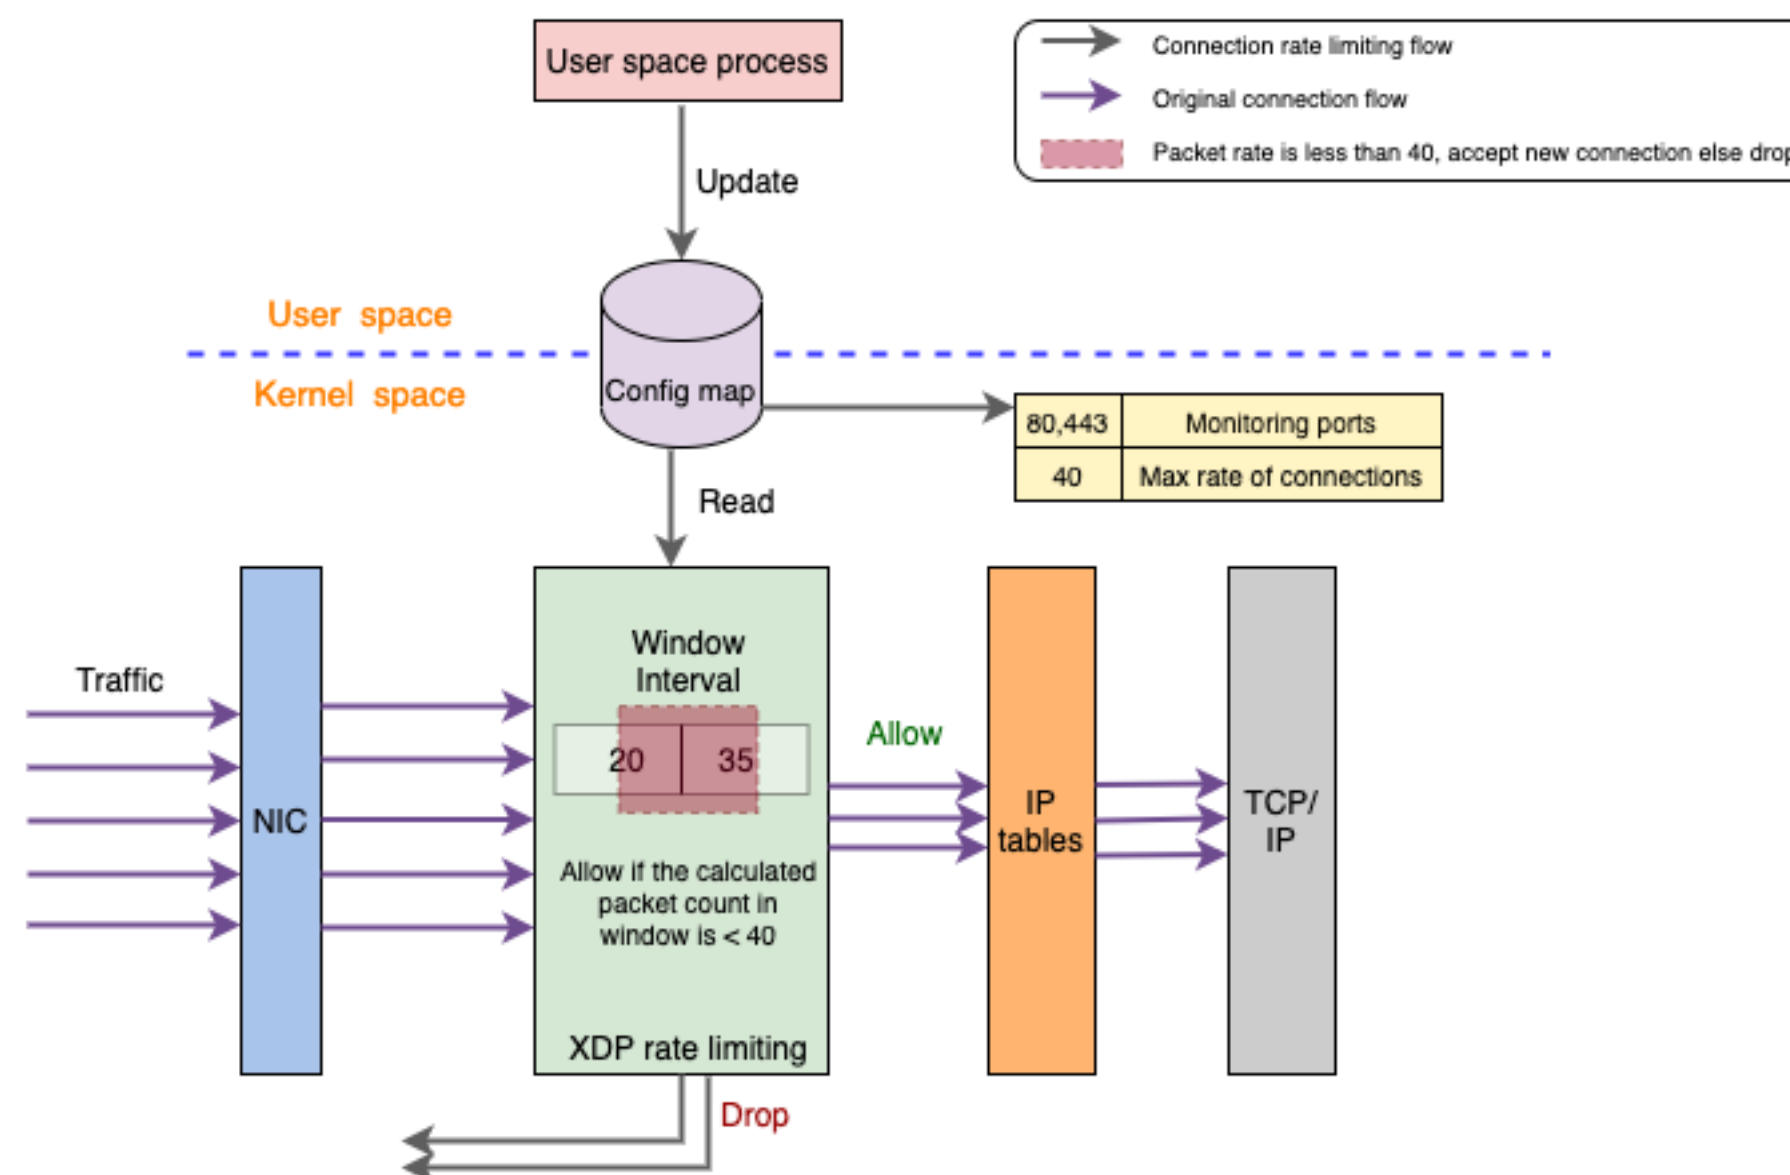 User space process
Connection rate limiting flow
Original connection flow
Packet rate is less than 40, accept new connection else drop
Update
User space
Kernel space
Config map
80,443 Monitoring ports
40 Max rate of connections
Read
Traffic
NIC
Window
Interval
20 35
Allow if the calculated
packet count in
window is < 40
XDP rate limiting
Allow
IP
tables
TCP/
IP
Drop